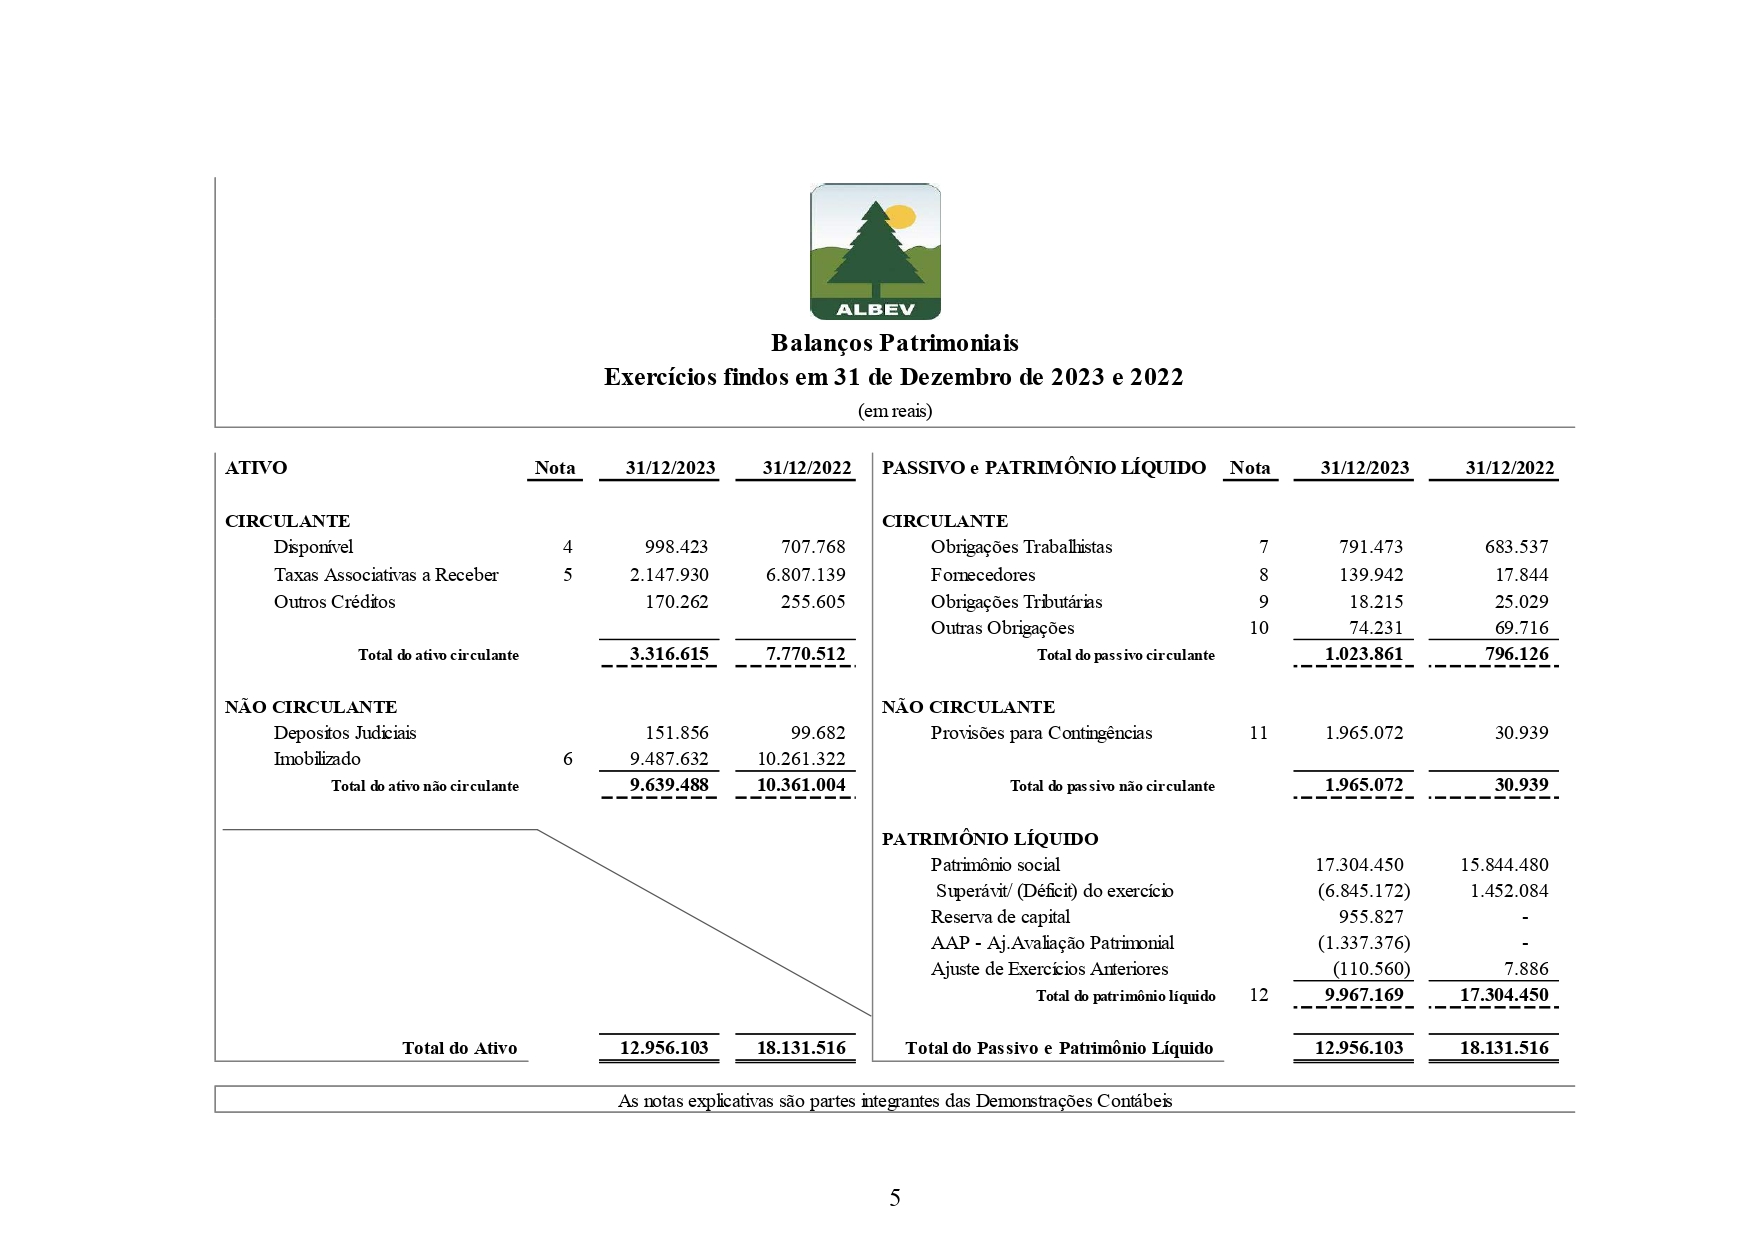 ALBEV
Balanços Patrimoniais
Exercícios findos em 31 de Dezembro de 2023 e 2022
(em reais)
ATIVO Nota 31/12/2023 31/12/2022 PASSIVO e PATRIMÔNIO LÍQUIDO Nota 31/12/2023 31/12/2022
CIRCULANTE CIRCULANTE
Disponível 4 998.423 707.768 Obrigações Trabalhistas 7 791.473 683.537
Taxas Associativas a Receber 5 2.147.930 6.807.139 Fornecedores 8 139.942 17.844
Outros Créditos 170.262 255.605 Obrigações Tributárias 9 18.215 25.029
Outras Obrigações 10 74.231 69.716
Total do ativo circulante 3.316.615 7.770.512 Total do passivo circulante 1.023.861 796.126
NÃO CIRCULANTE NÃO CIRCULANTE
Depositos Judiciais 151.856 99.682 Provisões para Contingências 11 1.965.072 30.939
Imobilizado 6 9.487.632 10.261.322
Total do ativo não circulante 9.639.488 10.361.004 Total do passivo não circulante 1.965.072 30.939
PATRIMÔNIO LÍQUIDO
Patrimônio social 17.304.450 15.844.480
Superávit/ (Déficit) do exercício (6.845.172) 1.452.084
Reserva de capital 955.827 -
AAP - Aj.Avaliação Patrimonial (1.337.376) -
Ajuste de Exercícios Anteriores (110.560) 7.886
Total do patrimônio líquido 12 9.967.169 17.304.450
Total do Ativo 12.956.103 18.131.516 Total do Passivo e Patrimônio Líquido 12.956.103 18.131.516
As notas explicativas são partes integrantes das Demonstrações Contábeis
5